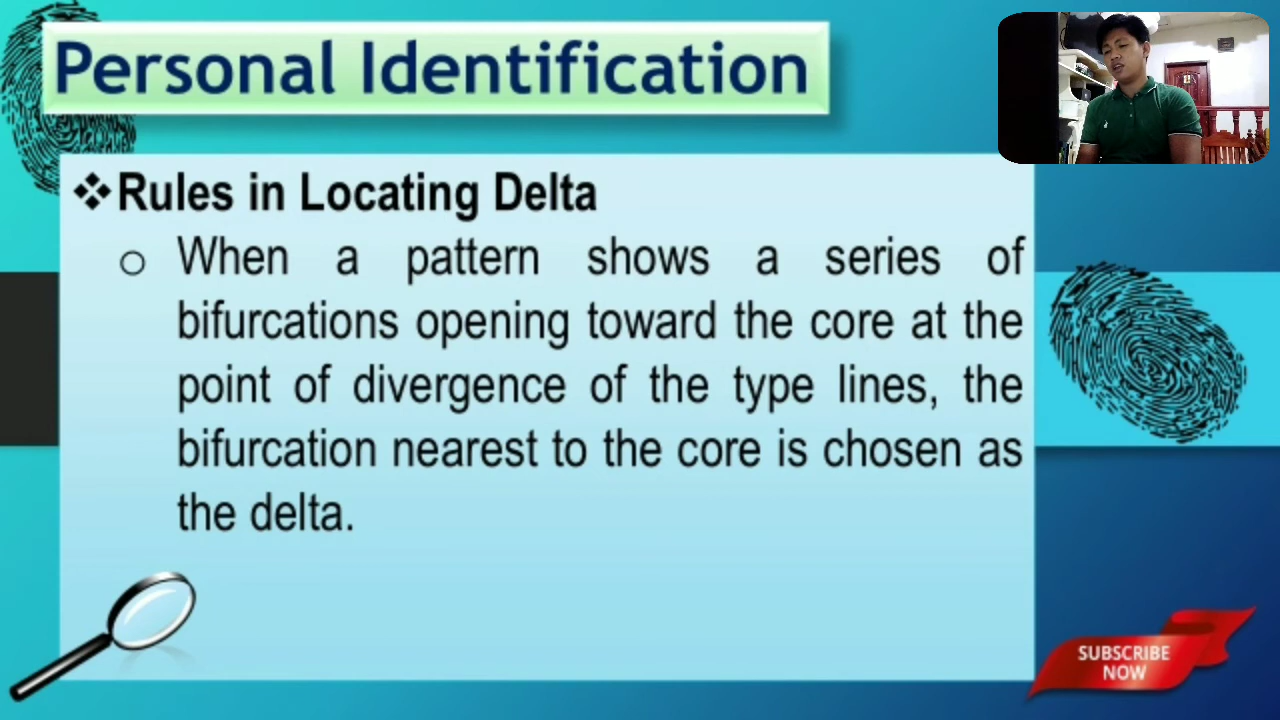 Personal Identification
❖Rules in Locating Delta
o When a pattern shows a series of
bifurcations opening toward the core at the
point of divergence of the type lines, the
bifurcation nearest to the core is chosen as
the delta.
SUBSCRIBE
NOW